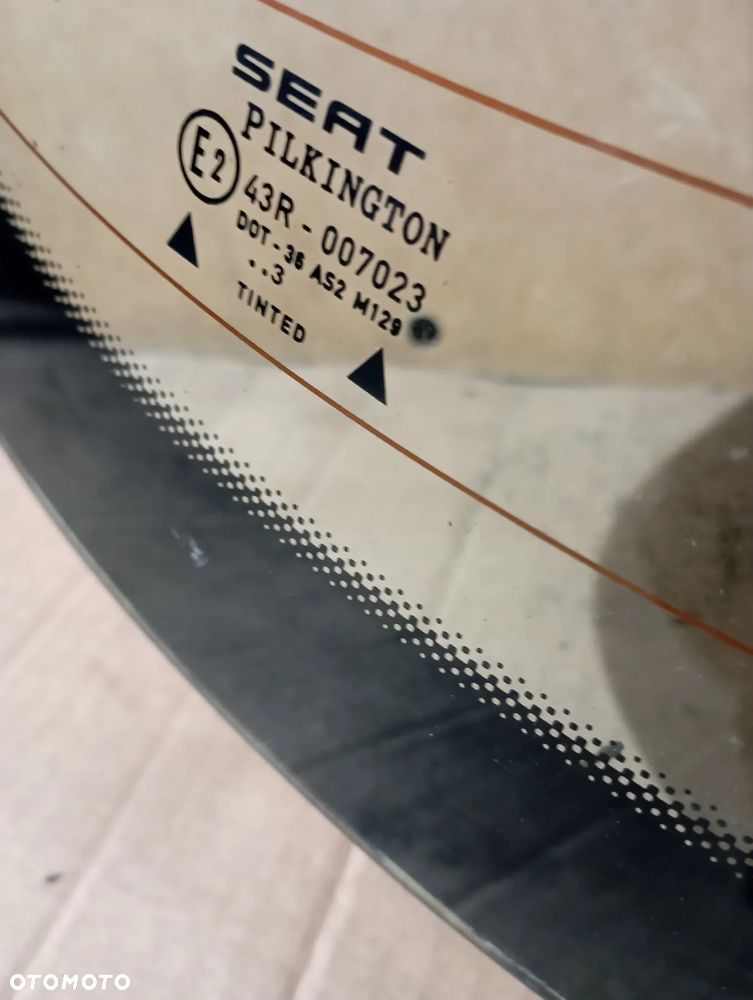 SEAT
PILKINGTON
E2
43R - 007023
DOT - 36 AS2 M129
..3
TINTED
OTOMOTO